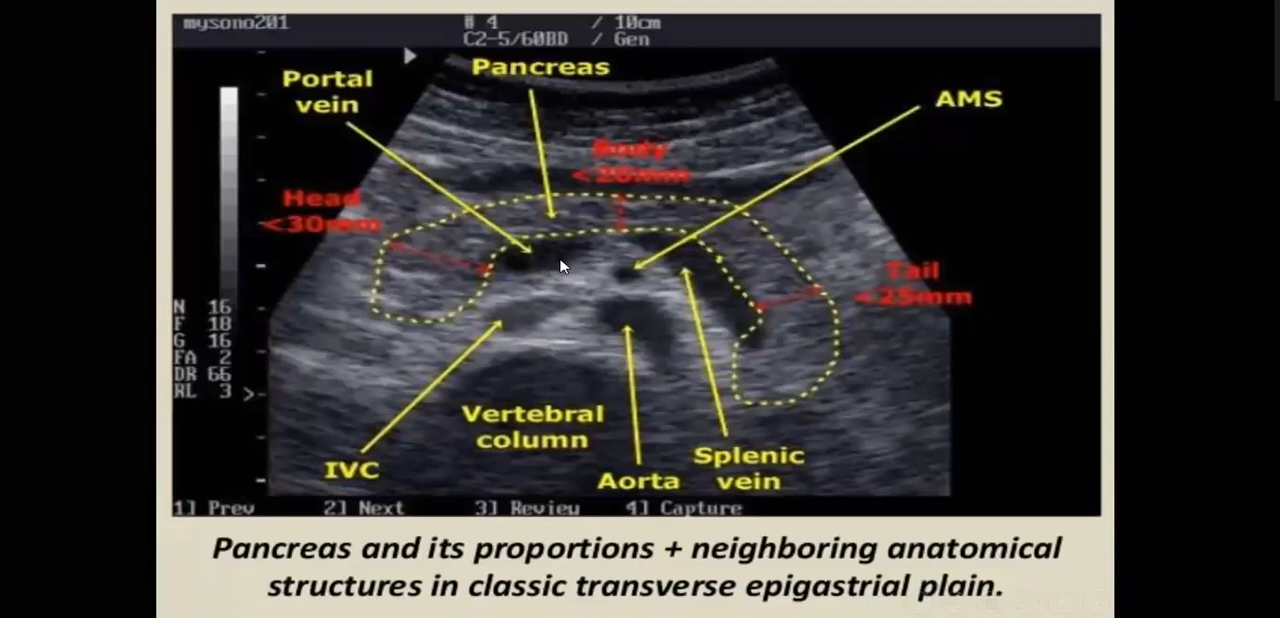 mysono201
# 4 / 10cm
C2-5/60BD / Gen
Portal
vein
Pancreas
AMS
Body
<20mm
Head
<30mm
Tail
<25mm
N 16
F 18
G 16
FA 2
DR 66
RL 3
Vertebral
column
IVC
Aorta
Splenic
vein
1] Prev 2] Next 3] Review 4] Capture
Pancreas and its proportions + neighboring anatomical
structures in classic transverse epigastrial plain.